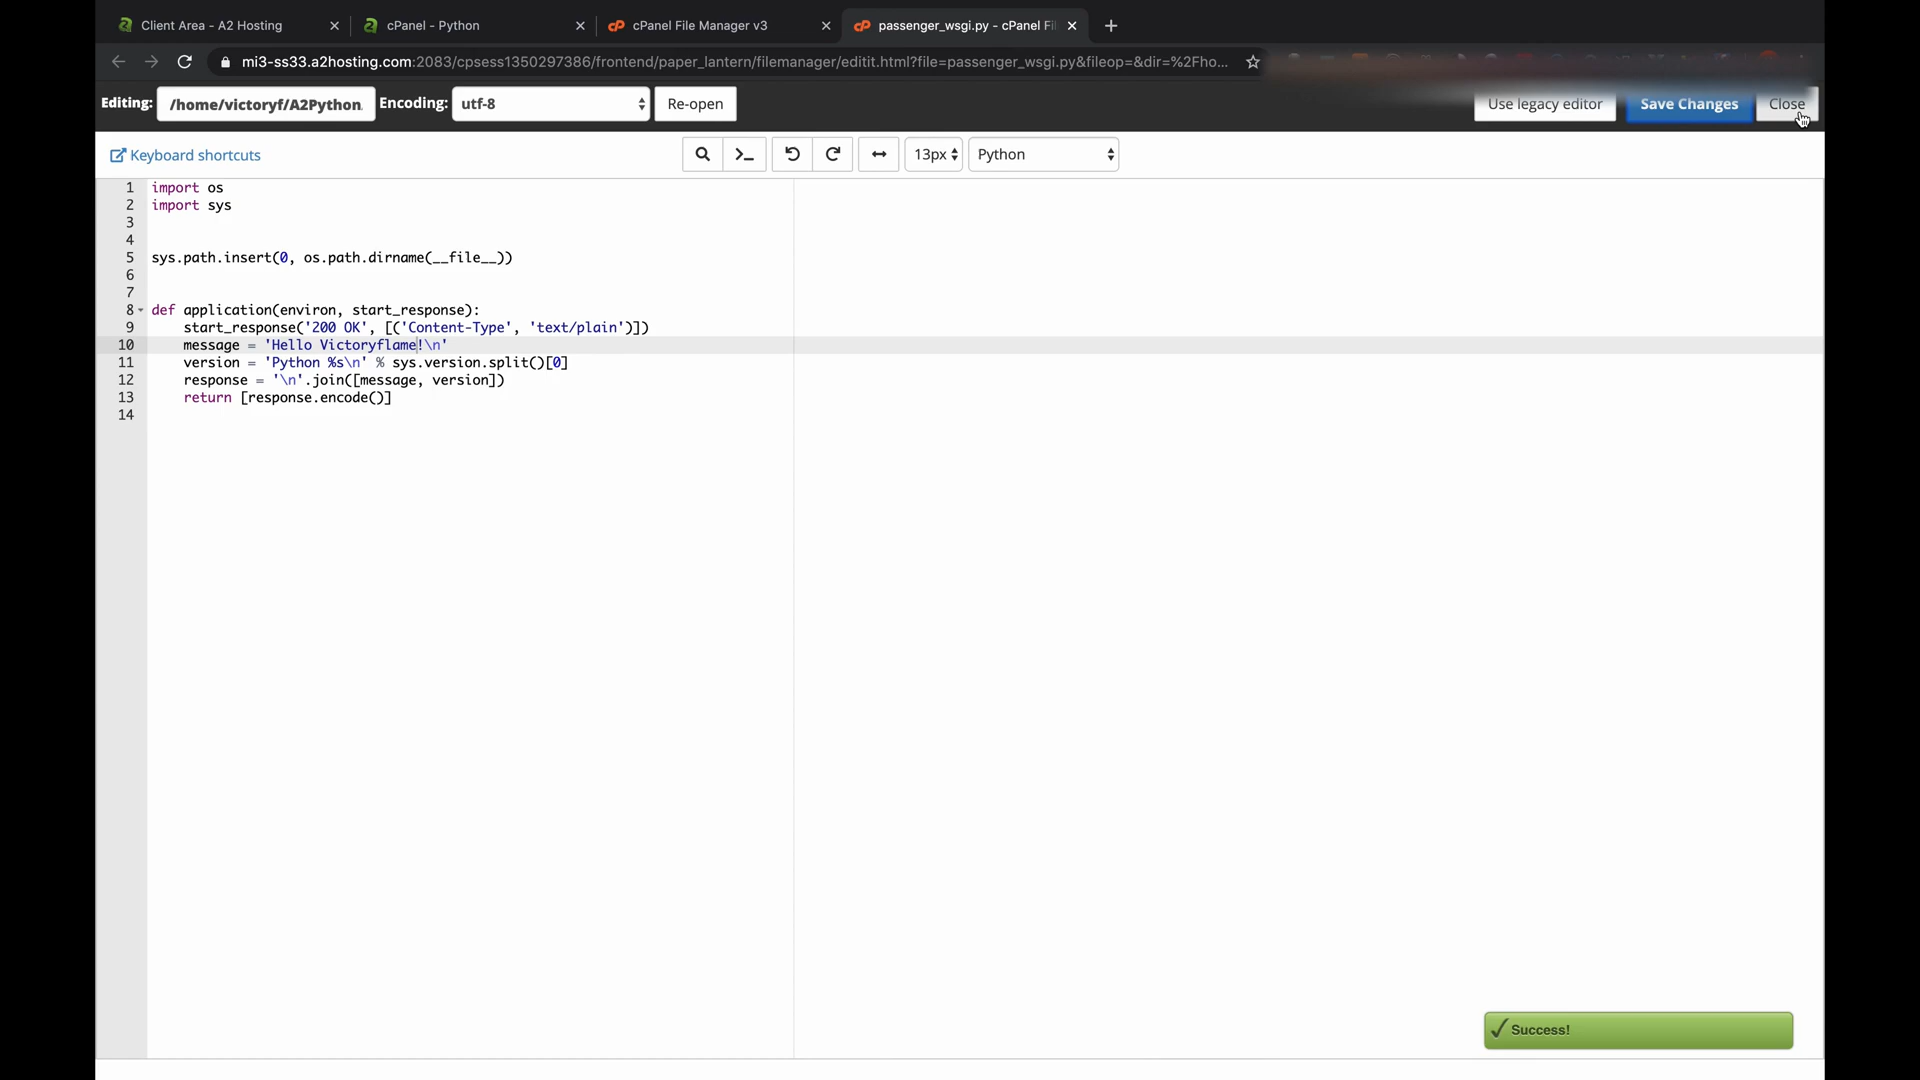 Client Area - A2 Hosting
cPanel - Python
cPanel File Manager v3
passenger_wsgi.py - cPanel Fi
mi3-ss33.a2hosting.com:2083/cpsess1350297386/frontend/paper_lantern/filemanager/editit.html?file=passenger_wsgi.py&fileop=&dir=%2Fho...
Editing: /home/victoryf/A2Python. Encoding: utf-8 Re-open Use legacy editor Save Changes Close
Keyboard shortcuts >_ 13px Python
1 import os
2 import sys
3
4
5 sys.path.insert(0, os.path.dirname(__file__))
6
7
8 def application(environ, start_response):
9 start_response('200 OK', [('Content-Type', 'text/plain')])
10 message = 'Hello Victoryflame!\n'
11 version = 'Python %s\n' % sys.version.split()[0]
12 response = '\n'.join([message, version])
13 return [response.encode()]
14
Success!